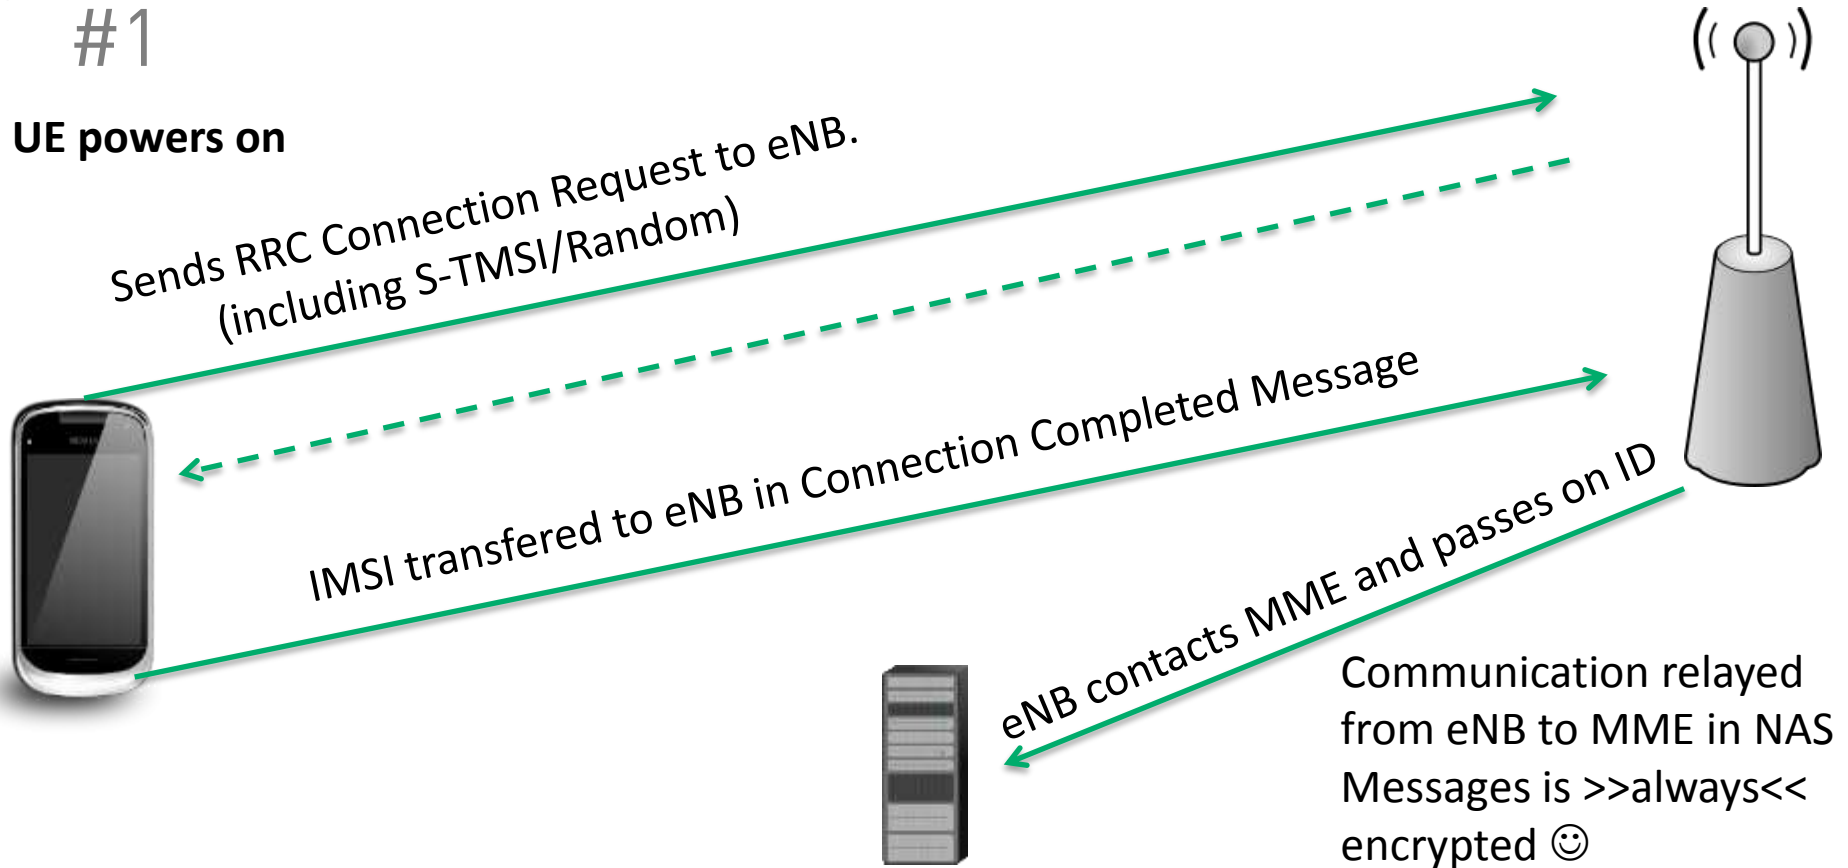 #1
UE powers on
Sends RRC Connection Request to eNB.
(including S-TMSI/Random)
IMSI transfered to eNB in Connection Completed Message
eNB contacts MME and passes on ID
Communication relayed
from eNB to MME in NAS
Messages is >>always<<
encrypted ☺